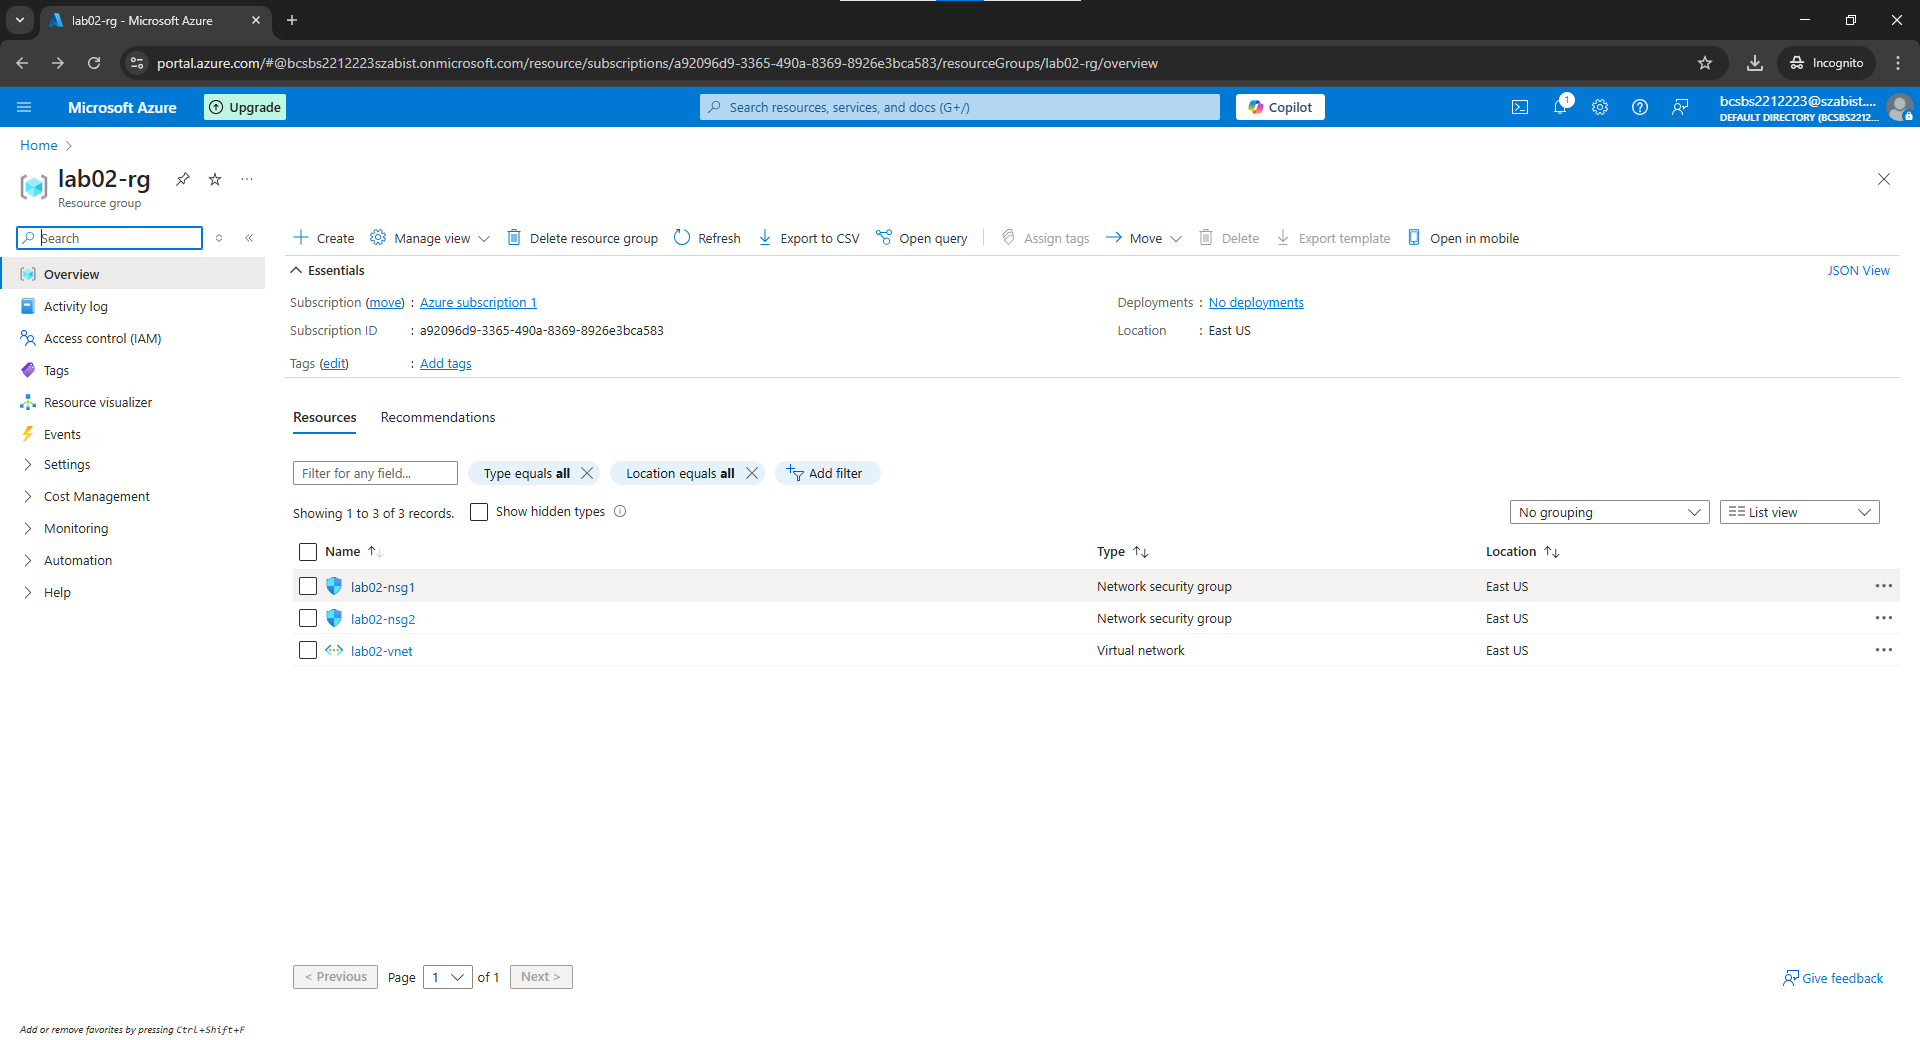 lab02-rg - Microsoft Azure
portal.azure.com/#@bcsbs2212223szabist.onmicrosoft.com/resource/subscriptions/a92096d9-3365-490a-8369-8926e3bca583/resourceGroups/lab02-rg/overview
Incognito
Microsoft Azure
Upgrade
Search resources, services, and docs (G+/)
Copilot
1
bcsbs2212223@szabist....
DEFAULT DIRECTORY (BCSBS2212...
Home
lab02-rg
Resource group
Search
Create
Manage view
Delete resource group
Refresh
Export to CSV
Open query
Assign tags
Move
Delete
Export template
Open in mobile
Overview
Activity log
Access control (IAM)
Tags
Resource visualizer
Events
Settings
Cost Management
Monitoring
Automation
Help
Essentials
JSON View
Subscription (move) : Azure subscription 1
Deployments : No deployments
Subscription ID : a92096d9-3365-490a-8369-8926e3bca583
Location : East US
Tags (edit) : Add tags
Resources
Recommendations
Filter for any field...
Type equals all
Location equals all
Add filter
Showing 1 to 3 of 3 records.
Show hidden types
No grouping
List view
Name
Type
Location
lab02-nsg1 Network security group East US
lab02-nsg2 Network security group East US
lab02-vnet Virtual network East US
< Previous
Page 1 of 1
Next >
Give feedback
Add or remove favorites by pressing Ctrl+Shift+F